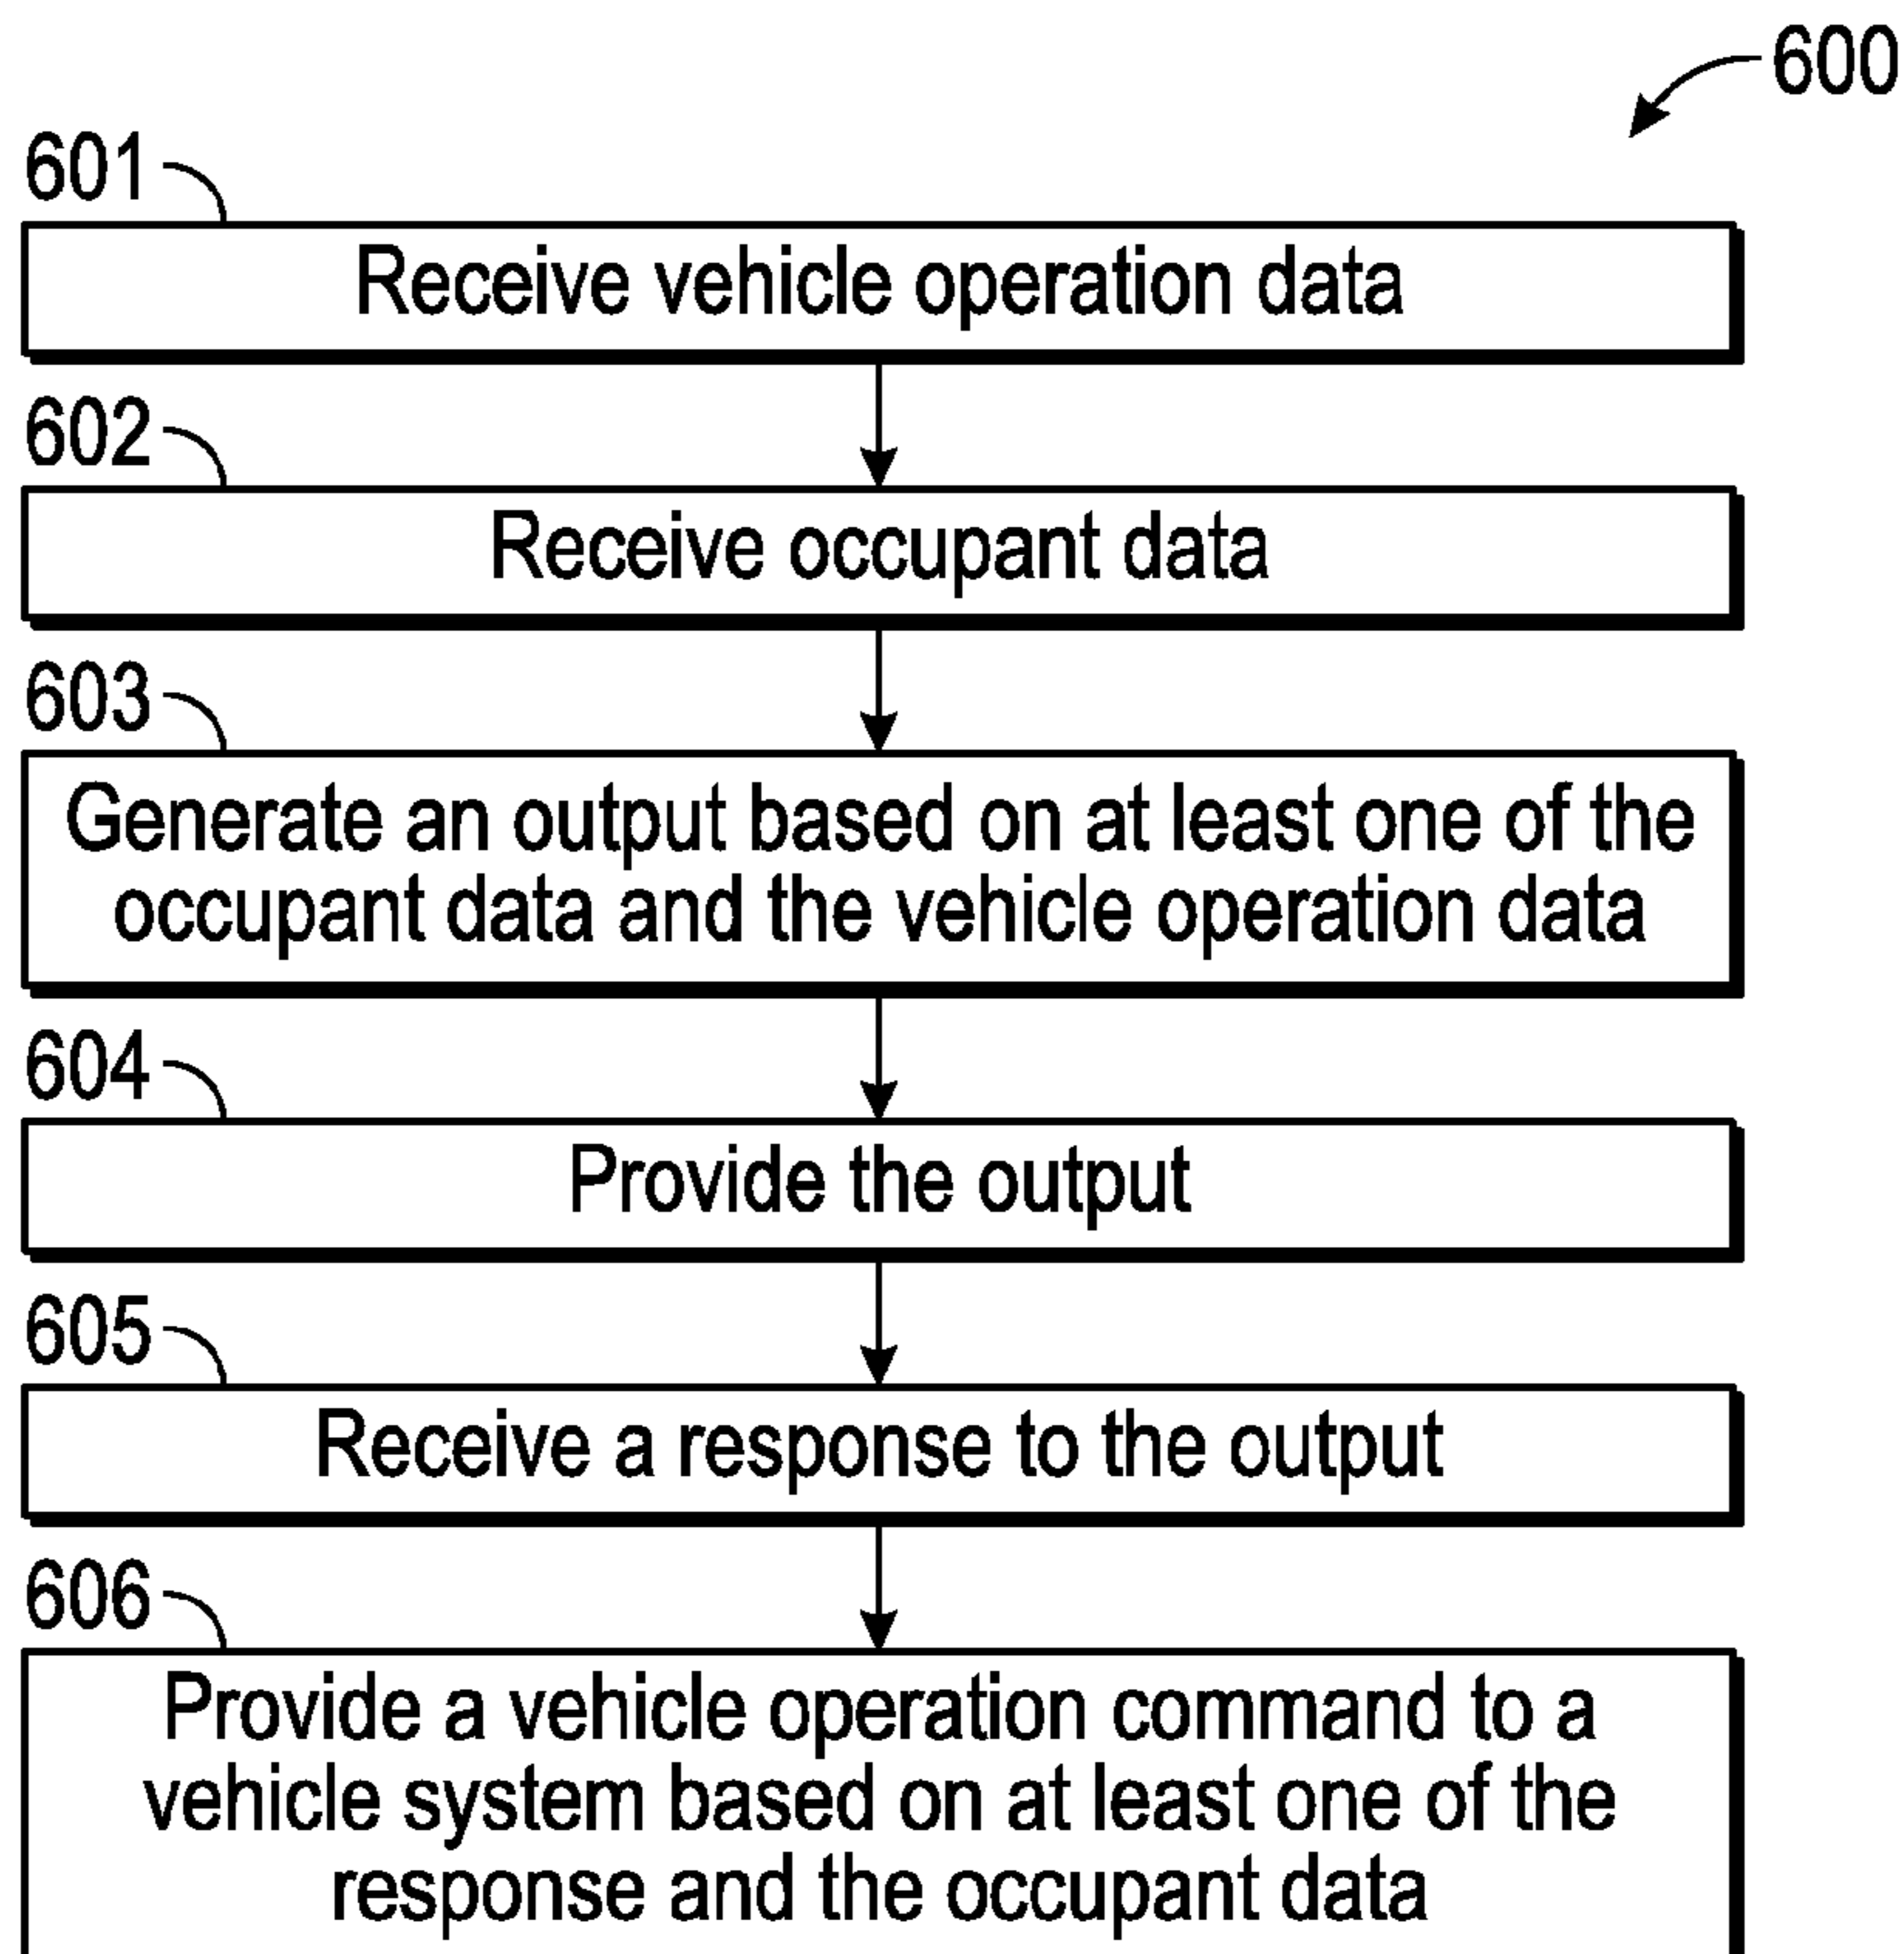 600
601
Receive vehicle operation data
602
Receive occupant data
603
Generate an output based on at least one of the
occupant data and the vehicle operation data
604
Provide the output
605
Receive a response to the output
606
Provide a vehicle operation command to a
vehicle system based on at least one of the
response and the occupant data